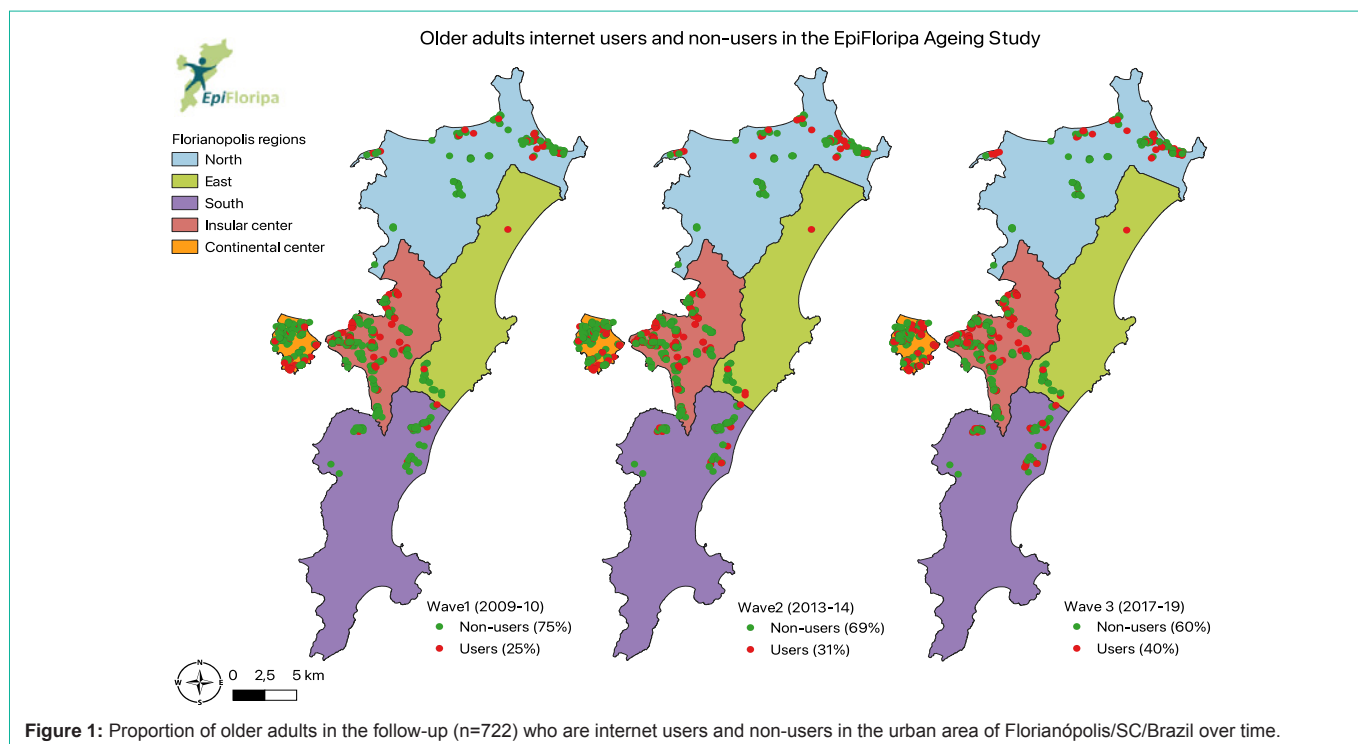 Older adults internet users and non-users in the EpiFloripa Ageing Study
EpiFloripa
Florianopolis regions
North
East
South
Insular center
Continental center
Wave1 (2009-10)
Non-users (75%)
Users (25%)
Wave2 (2013-14)
Non-users (69%)
Users (31%)
Wave 3 (2017-19)
Non-users (60%)
Users (40%)
N
W E
S
0 2,5 5 km
Figure 1: Proportion of older adults in the follow-up (n=722) who are internet users and non-users in the urban area of Florianópolis/SC/Brazil over time.